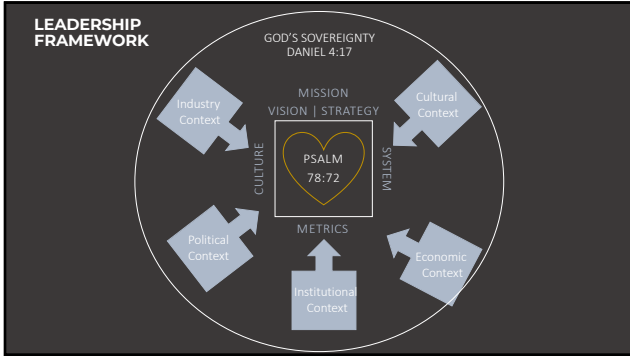 LEADERSHIP
FRAMEWORK
GOD'S SOVEREIGNTY
DANIEL 4:17
MISSION
VISION | STRATEGY
Industry
Context
Cultural
Context
CULTURE
PSALM
78:72
SYSTEM
METRICS
Political
Context
Economic
Context
Institutional
Context